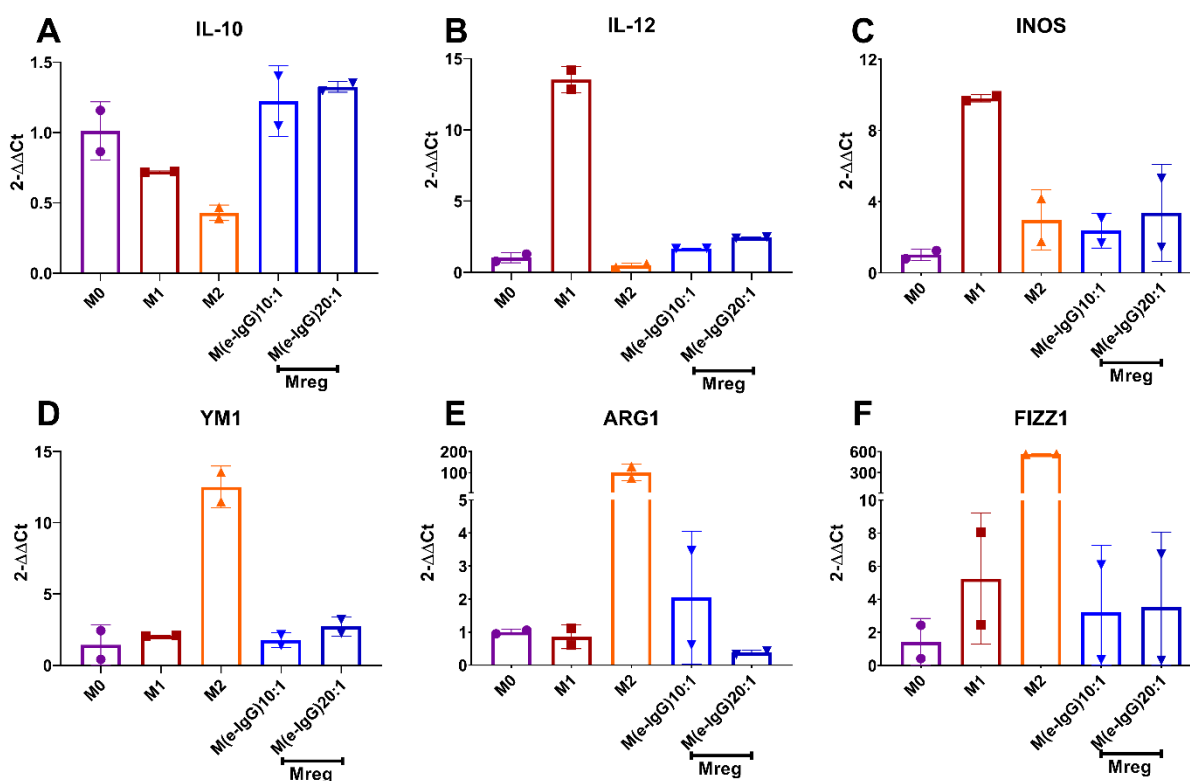 A
IL-10
2-ΔΔCt
1.5
1.0
0.5
0.0
M0
M1
M2
M(e-IgG)10:1
M(e-IgG)20:1
Mreg
B
IL-12
2-ΔΔCt
15
10
5
0
M0
M1
M2
M(e-IgG)10:1
M(e-IgG)20:1
Mreg
C
INOS
2-ΔΔCt
12
8
4
0
M0
M1
M2
M(e-IgG)10:1
M(e-IgG)20:1
Mreg
D
YM1
2-ΔΔCt
15
10
5
0
M0
M1
M2
M(e-IgG)10:1
M(e-IgG)20:1
Mreg
E
ARG1
2-ΔΔCt
200
100
5
4
3
2
1
0
M0
M1
M2
M(e-IgG)10:1
M(e-IgG)20:1
Mreg
F
FIZZ1
2-ΔΔCt
600
300
10
8
6
4
2
0
M0
M1
M2
M(e-IgG)10:1
M(e-IgG)20:1
Mreg